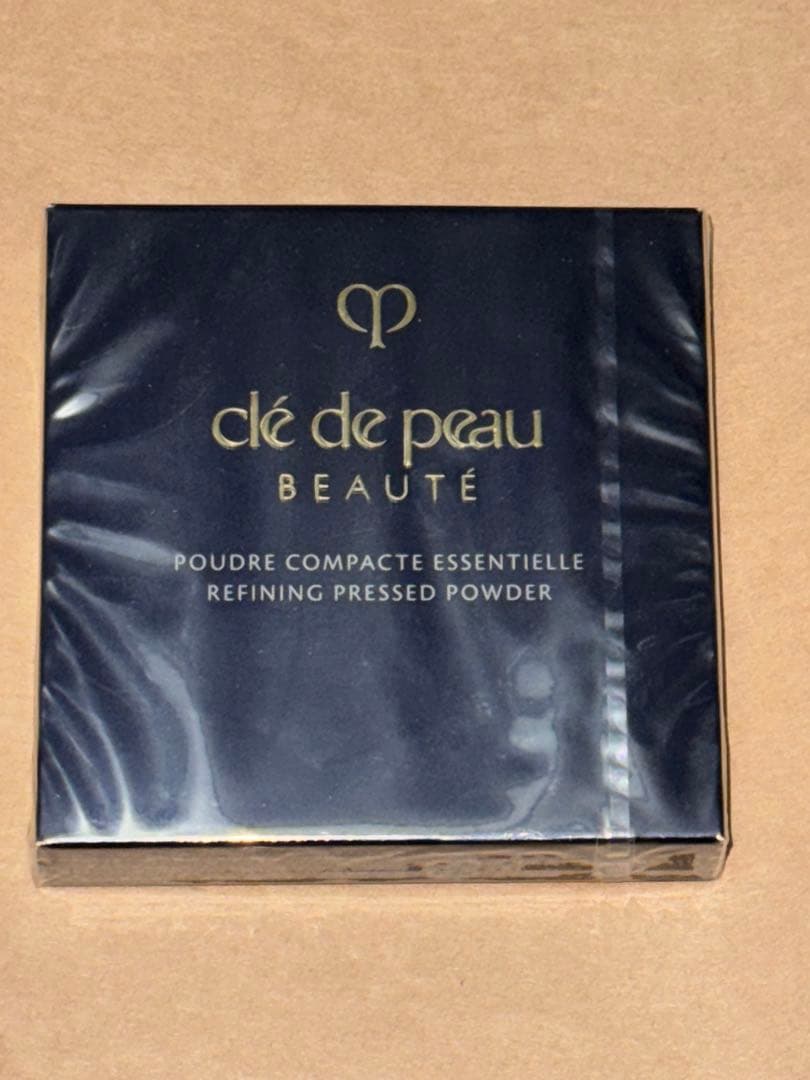 clé de peau
BEAUTÉ
POUDRE COMPACTE ESSENTIELLE
REFINING PRESSED POWDER